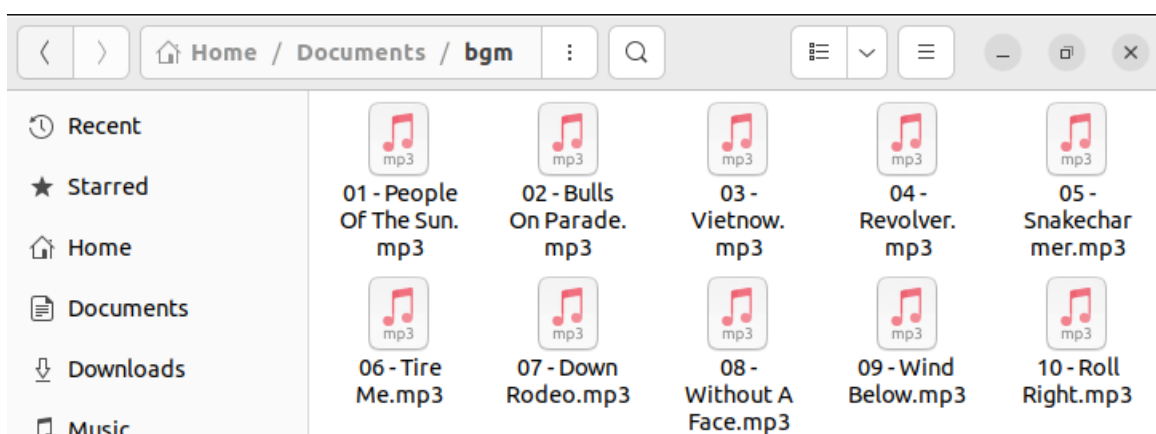 Home / Documents / bgm
Recent
Starred
Home
Documents
Downloads
Music
mp3 mp3 mp3 mp3 mp3
01 - People 02 - Bulls 03 - 04 - 05 -
Of The Sun. On Parade. Vietnow. Revolver. Snakechar
mp3 mp3 mp3 mp3 mer.mp3
mp3 mp3 mp3 mp3 mp3
06 - Tire 07 - Down 08 - 09 - Wind 10 - Roll
Me.mp3 Rodeo.mp3 Without A Below.mp3 Right.mp3
Face.mp3